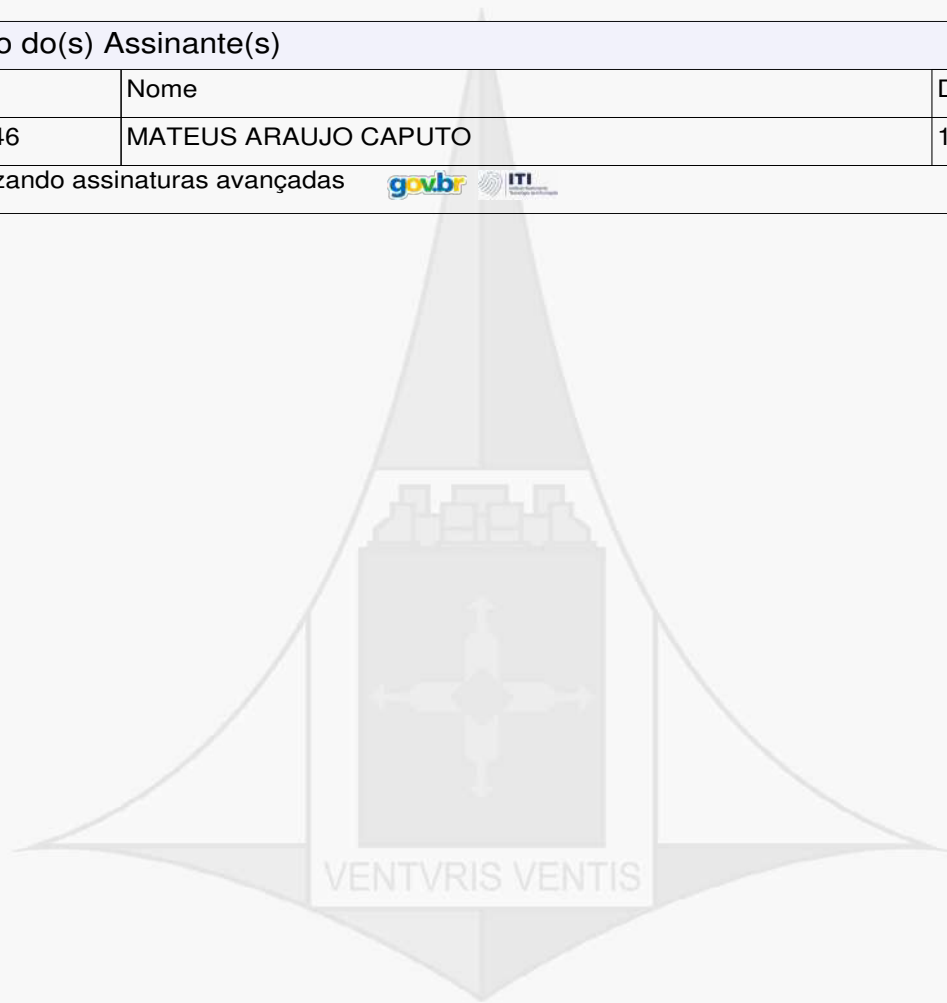 o do(s) Assinante(s)
Nome D
46 MATEUS ARAUJO CAPUTO 1
zando assinaturas avançadas gov.br ITI
VENTVRIS VENTIS